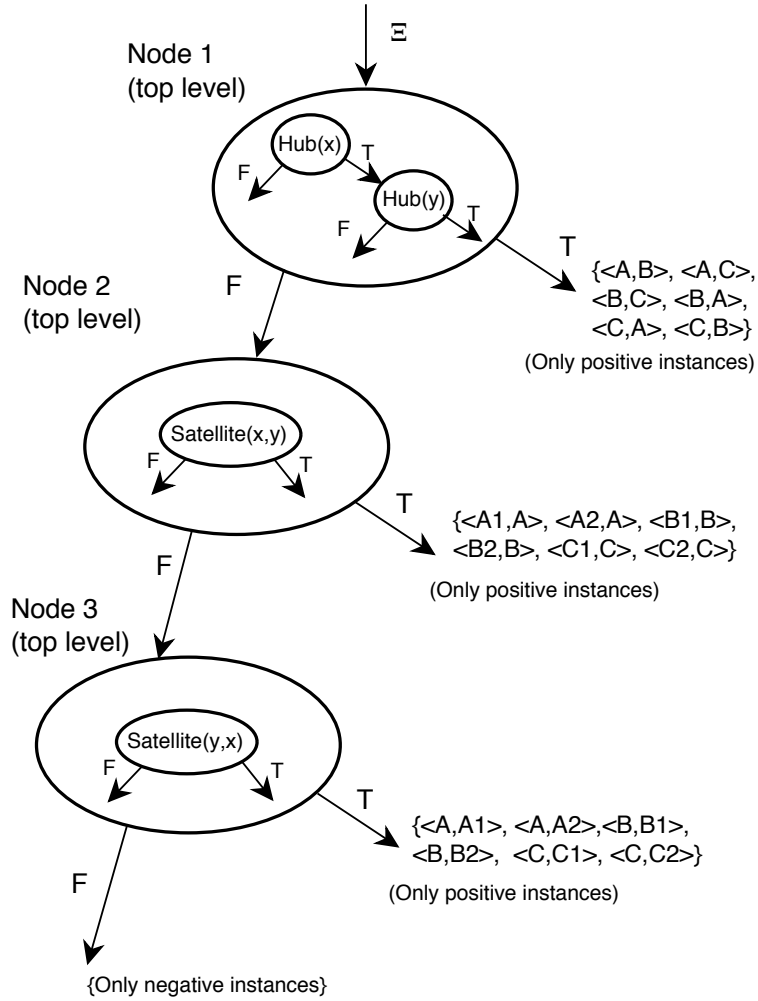 Ξ
Node 1
(top level)
Hub(x)
F
T
Hub(y)
F
T
T
{<A,B>, <A,C>,
<B,C>, <B,A>,
<C,A>, <C,B>}
(Only positive instances)
F
Node 2
(top level)
Satellite(x,y)
F
T
T
{<A1,A>, <A2,A>, <B1,B>,
<B2,B>, <C1,C>, <C2,C>}
(Only positive instances)
F
Node 3
(top level)
Satellite(y,x)
F
T
T
{<A,A1>, <A,A2>,<B,B1>,
<B,B2>, <C,C1>, <C,C2>}
(Only positive instances)
F
{Only negative instances}